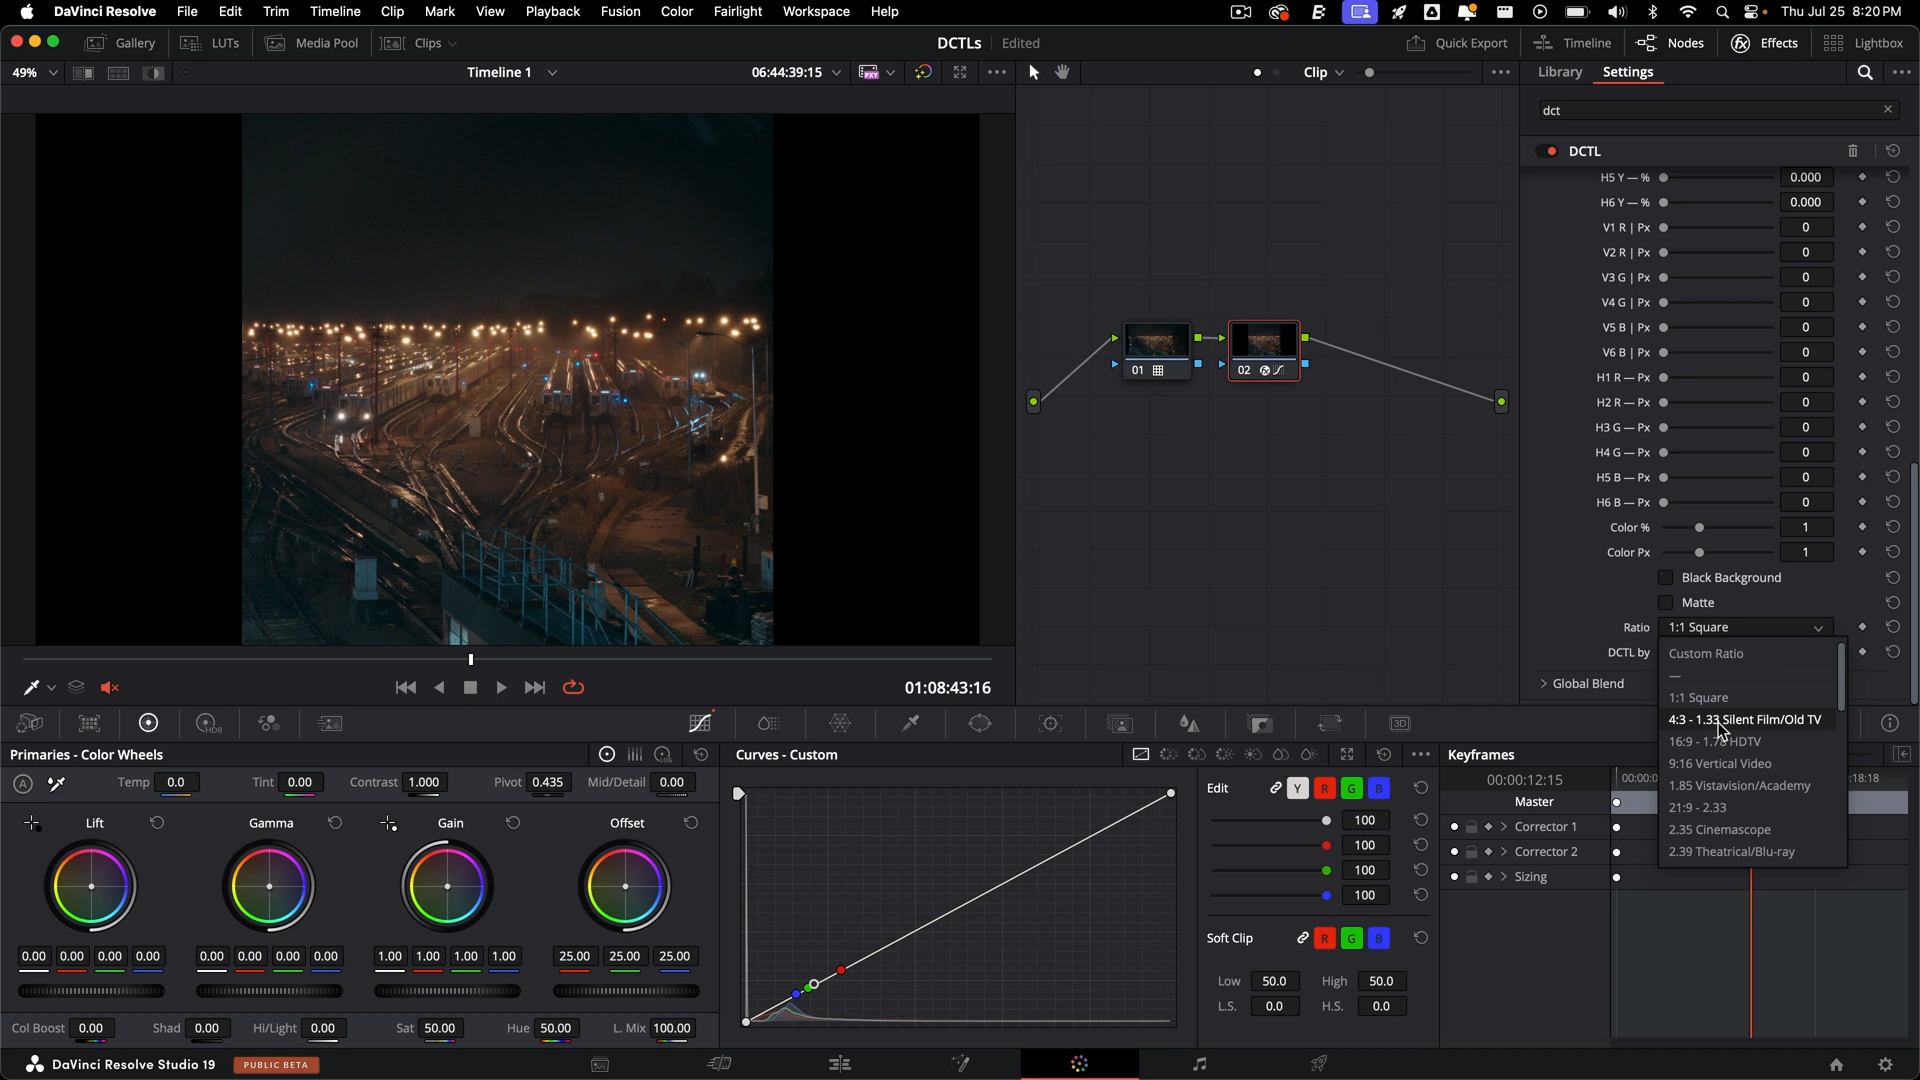 DaVinci Resolve File Edit Trim Timeline Clip Mark View Playback Fusion Color Fairlight Workspace Help Thu Jul 25 8:20 PM
Gallery LUTs Media Pool Clips DCTLs Edited Quick Export Timeline Nodes Effects Lightbox
49% Timeline 1 06:44:39:15 PXY Clip Library Settings
dct
DCTL
H5 Y — % 0.000
H6 Y — % 0.000
V1 R | Px 0
V2 R | Px 0
V3 G | Px 0
V4 G | Px 0
V5 B | Px 0
V6 B | Px 0
H1 R — Px 0
H2 R — Px 0
H3 G — Px 0
H4 G — Px 0
H5 B — Px 0
H6 B — Px 0
Color % 1
Color Px 1
Black Background
Matte
Ratio 1:1 Square
DCTL by
Global Blend
Custom Ratio
—
1:1 Square
4:3 - 1.33 Silent Film/Old TV
16:9 - 1.78 HDTV
9:16 Vertical Video
1.85 Vistavision/Academy
21:9 - 2.33
2.35 Cinemascope
2.39 Theatrical/Blu-ray
01
02
01:08:43:16
3D
Primaries - Color Wheels
A Temp 0.0 Tint 0.00 Contrast 1.000 Pivot 0.435 Mid/Detail 0.00
Lift Gamma Gain Offset
0.00 0.00 0.00 0.00 0.00 0.00 0.00 0.00 1.00 1.00 1.00 1.00 25.00 25.00 25.00
Col Boost 0.00 Shad 0.00 Hi/Light 0.00 Sat 50.00 Hue 50.00 L. Mix 100.00
Curves - Custom
Edit Y R G B
100
100
100
100
Soft Clip R G B
Low 50.0 High 50.0
L.S. 0.0 H.S. 0.0
Keyframes
00:00:12:15 00:00:0 :18:18
Master
Corrector 1
Corrector 2
Sizing
DaVinci Resolve Studio 19 PUBLIC BETA